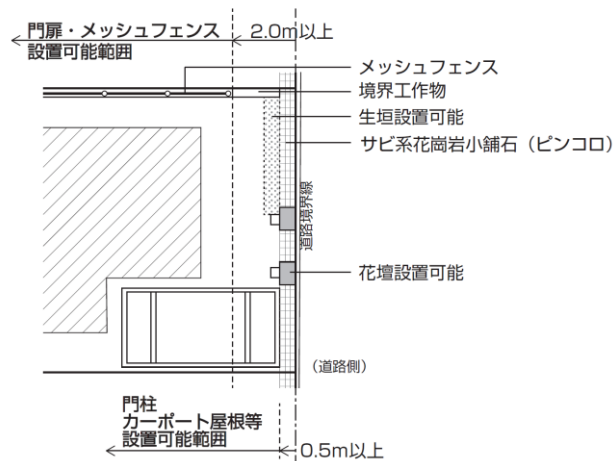 門扉・メッシュフェンス
設置可能範囲
2.0m以上
メッシュフェンス
境界工作物
生垣設置可能
サビ系花崗岩小舗石（ピンコロ）
道路境界線
花壇設置可能
（道路側）
門柱
カーポート屋根等
設置可能範囲
0.5m以上